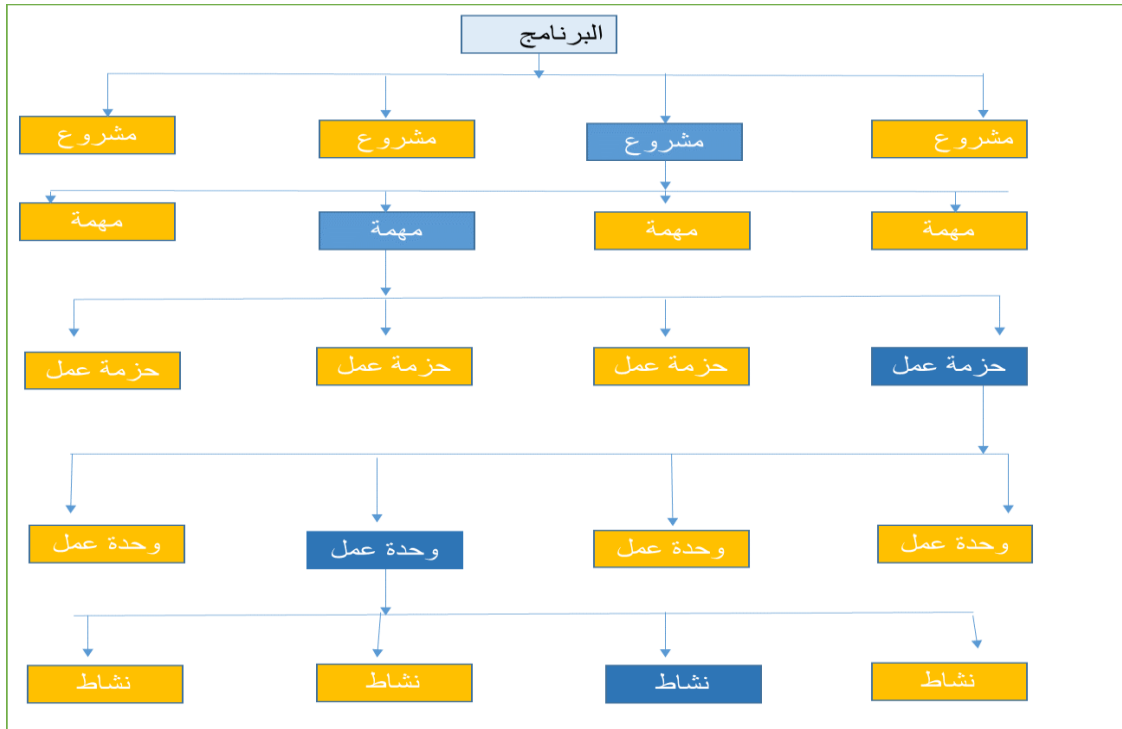 البرنامج
مشروع
مشروع
مشروع
مشروع
مهمة
مهمة
مهمة
مهمة
حزمة عمل
حزمة عمل
حزمة عمل
حزمة عمل
وحدة عمل
وحدة عمل
وحدة عمل
وحدة عمل
نشاط
نشاط
نشاط
نشاط